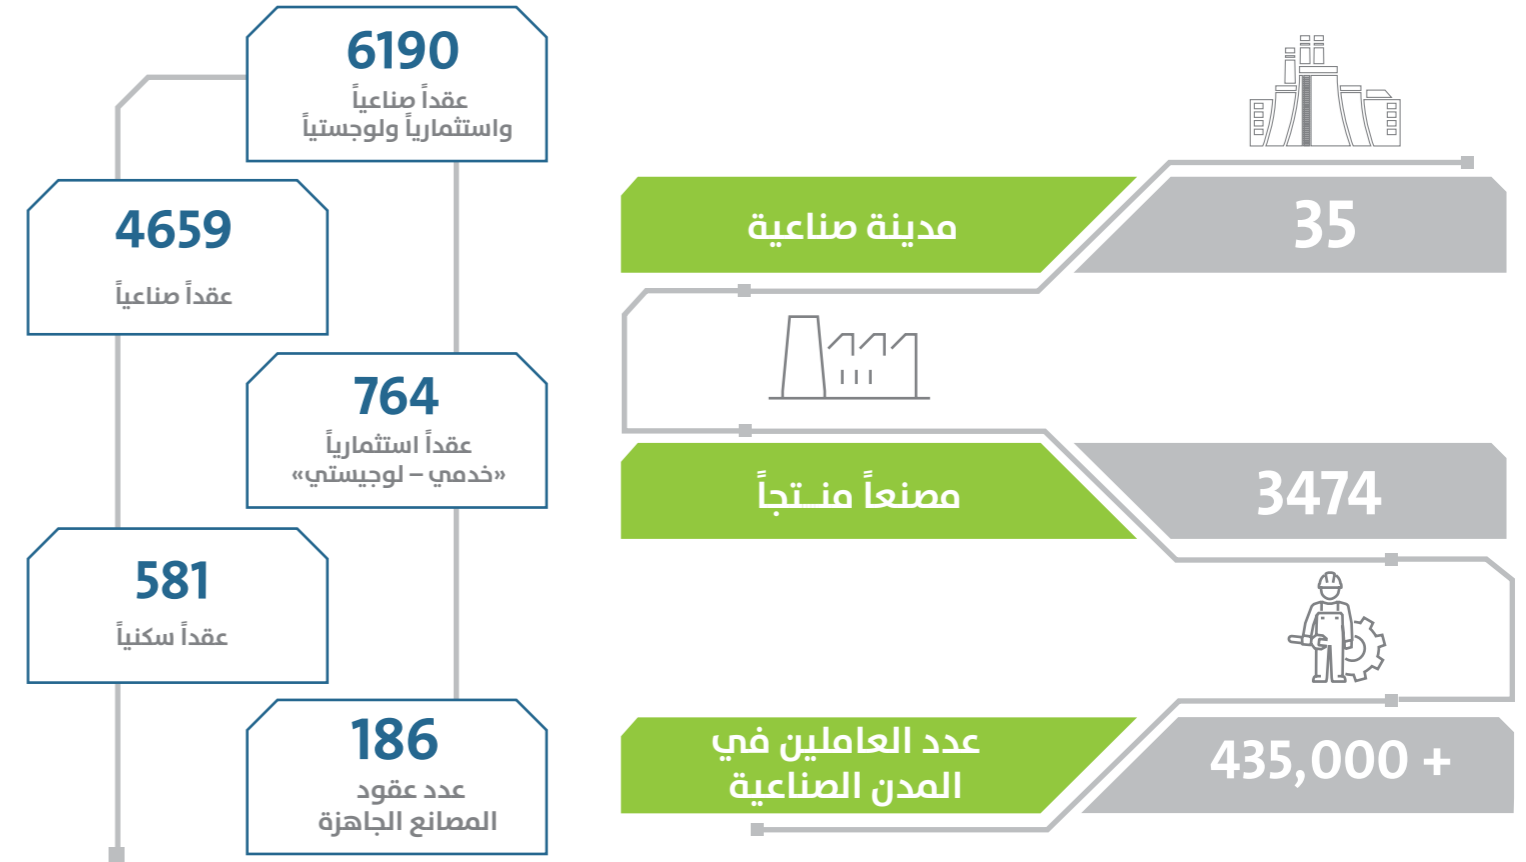 35
مدينة صناعية
3474
مصنعاً منــتجاً
435,000 +
عدد العاملين في
المدن الصناعية
6190
عقداً صناعياً
واستثمارياً ولوجستياً
4659
عقداً صناعياً
764
عقداً استثمارياً
«خدمي – لوجيستي»
581
عقداً سكنياً
186
عدد عقود
المصانع الجاهزة